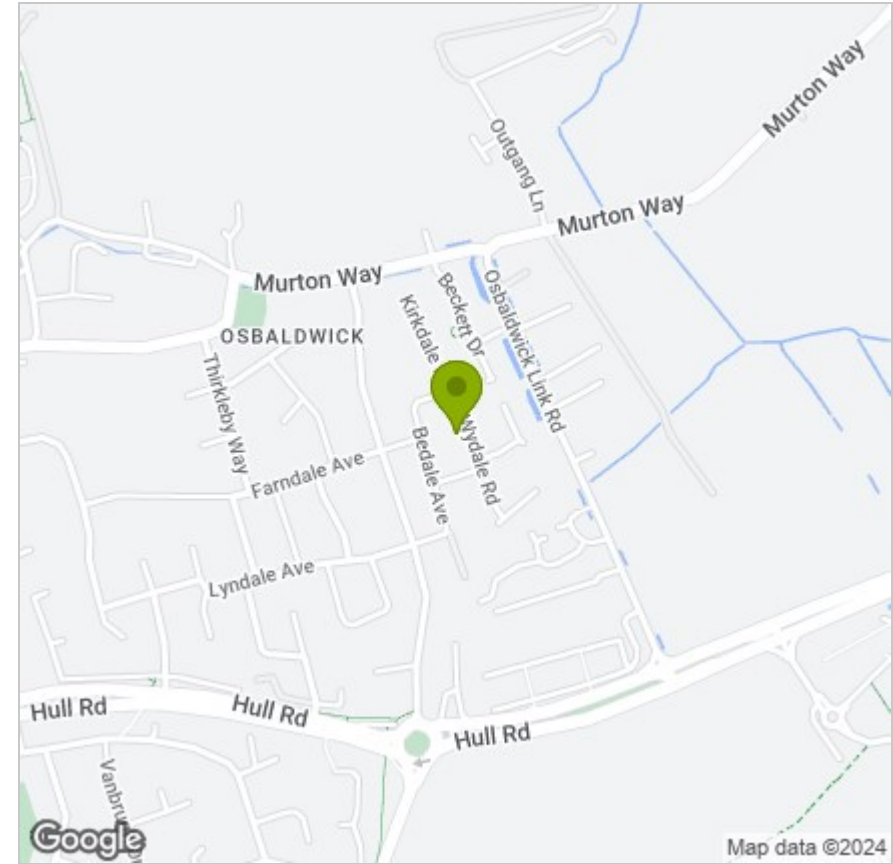 Murton Way
Outgang Ln
Murton Way
Murton Way
Beckett Dr
Osbaldwick Link Rd
Kirkdale
OSBALDWICK
Thirkleby Way
Wydale Rd
Bedale Ave
Farndale Ave
Lyndale Ave
Hull Rd
Hull Rd
Hull Rd
Google
Map data ©2024